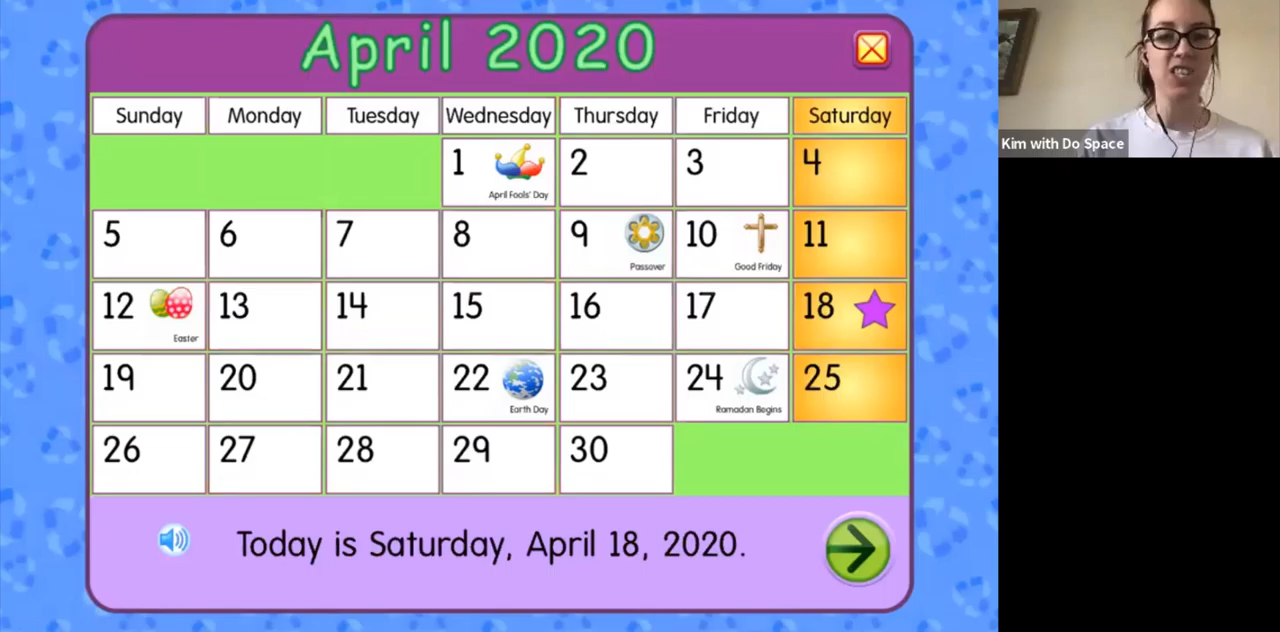 April 2020
Sunday Monday Tuesday Wednesday Thursday Friday Saturday
1 2 3 4
April Fools' Day
5 6 7 8 9 10 11
Passover Good Friday
12 13 14 15 16 17 18
Easter
19 20 21 22 23 24 25
Earth Day Ramadan Begins
26 27 28 29 30
Today is Saturday, April 18, 2020.
Kim with Do Space